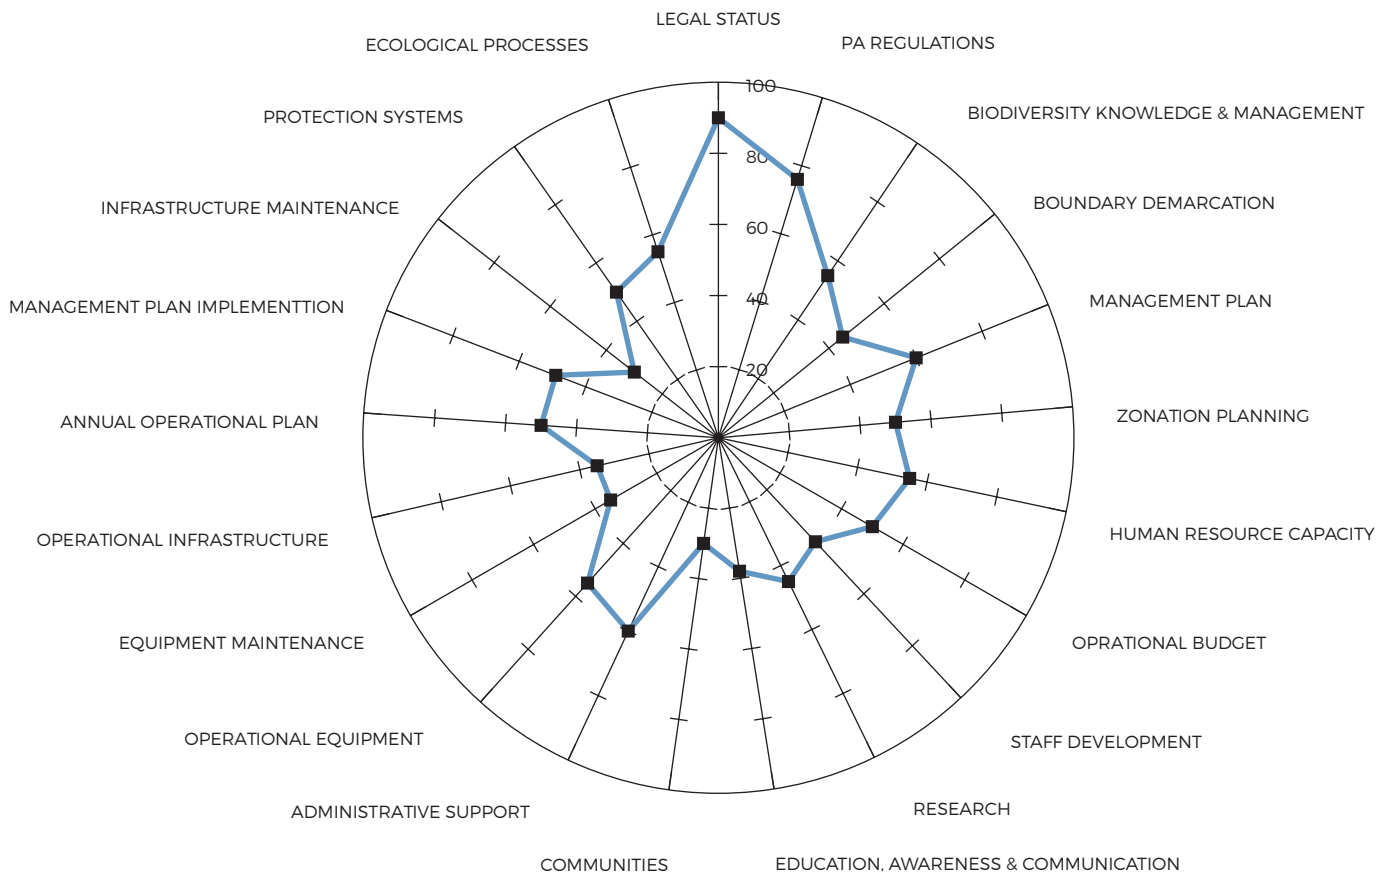 LEGAL STATUS
PA REGULATIONS
ECOLOGICAL PROCESSES
100
BIODIVERSITY KNOWLEDGE & MANAGEMENT
PROTECTION SYSTEMS
80
BOUNDARY DEMARCATION
INFRASTRUCTURE MAINTENANCE
60
MANAGEMENT PLAN
40
MANAGEMENT PLAN IMPLEMENTTION
20
ZONATION PLANNING
ANNUAL OPERATIONAL PLAN
HUMAN RESOURCE CAPACITY
OPERATIONAL INFRASTRUCTURE
OPRATIONAL BUDGET
EQUIPMENT MAINTENANCE
OPERATIONAL EQUIPMENT
STAFF DEVELOPMENT
RESEARCH
ADMINISTRATIVE SUPPORT
COMMUNITIES
EDUCATION, AWARENESS & COMMUNICATION